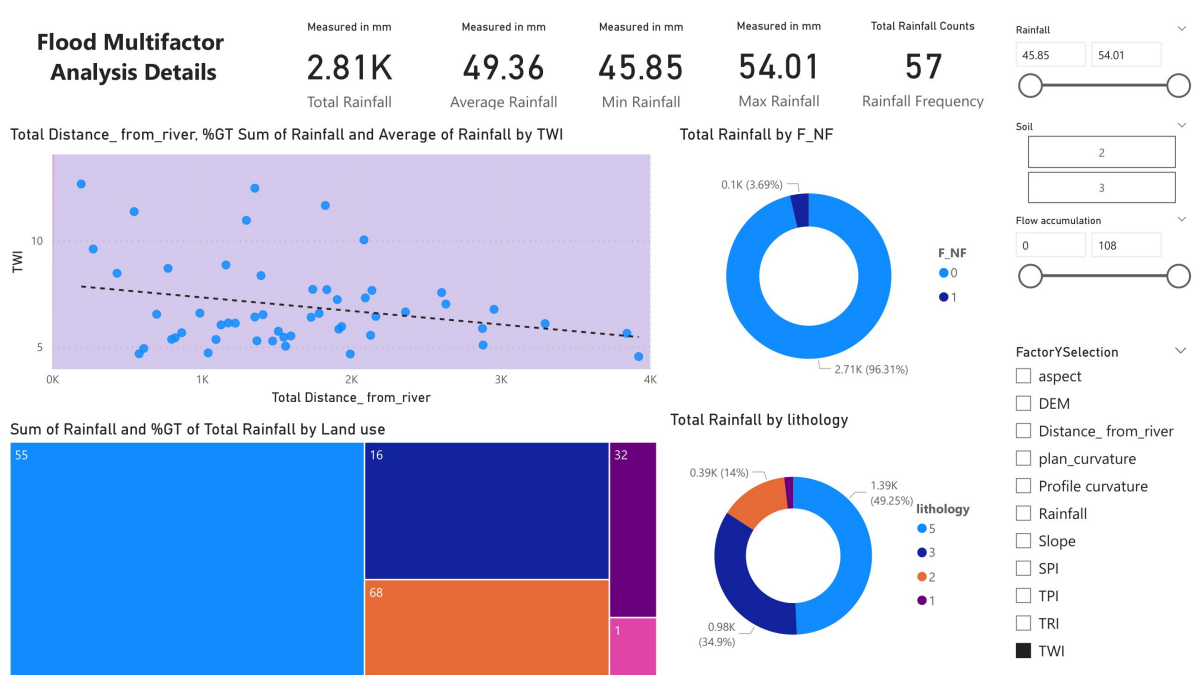 Flood Multifactor
Analysis Details
Measured in mm
2.81K
Total Rainfall
Measured in mm
49.36
Average Rainfall
Measured in mm
45.85
Min Rainfall
Measured in mm
54.01
Max Rainfall
Total Rainfall Counts
57
Rainfall Frequency
Rainfall
45.85 54.01
Soil
2
3
Flow accumulation
0 108
FactorYSelection
aspect
DEM
Distance_ from_river
plan_curvature
Profile curvature
Rainfall
Slope
SPI
TPI
TRI
TWI
Total Distance_ from_river, %GT Sum of Rainfall and Average of Rainfall by TWI
TWI
10
5
0K 1K 2K 3K 4K
Total Distance_ from_river
Total Rainfall by F_NF
0.1K (3.69%)
2.71K (96.31%)
F_NF
0
1
Sum of Rainfall and %GT of Total Rainfall by Land use
55
16
68
32
1
Total Rainfall by lithology
0.39K (14%)
1.39K
(49.25%)
0.98K
(34.9%)
lithology
5
3
2
1